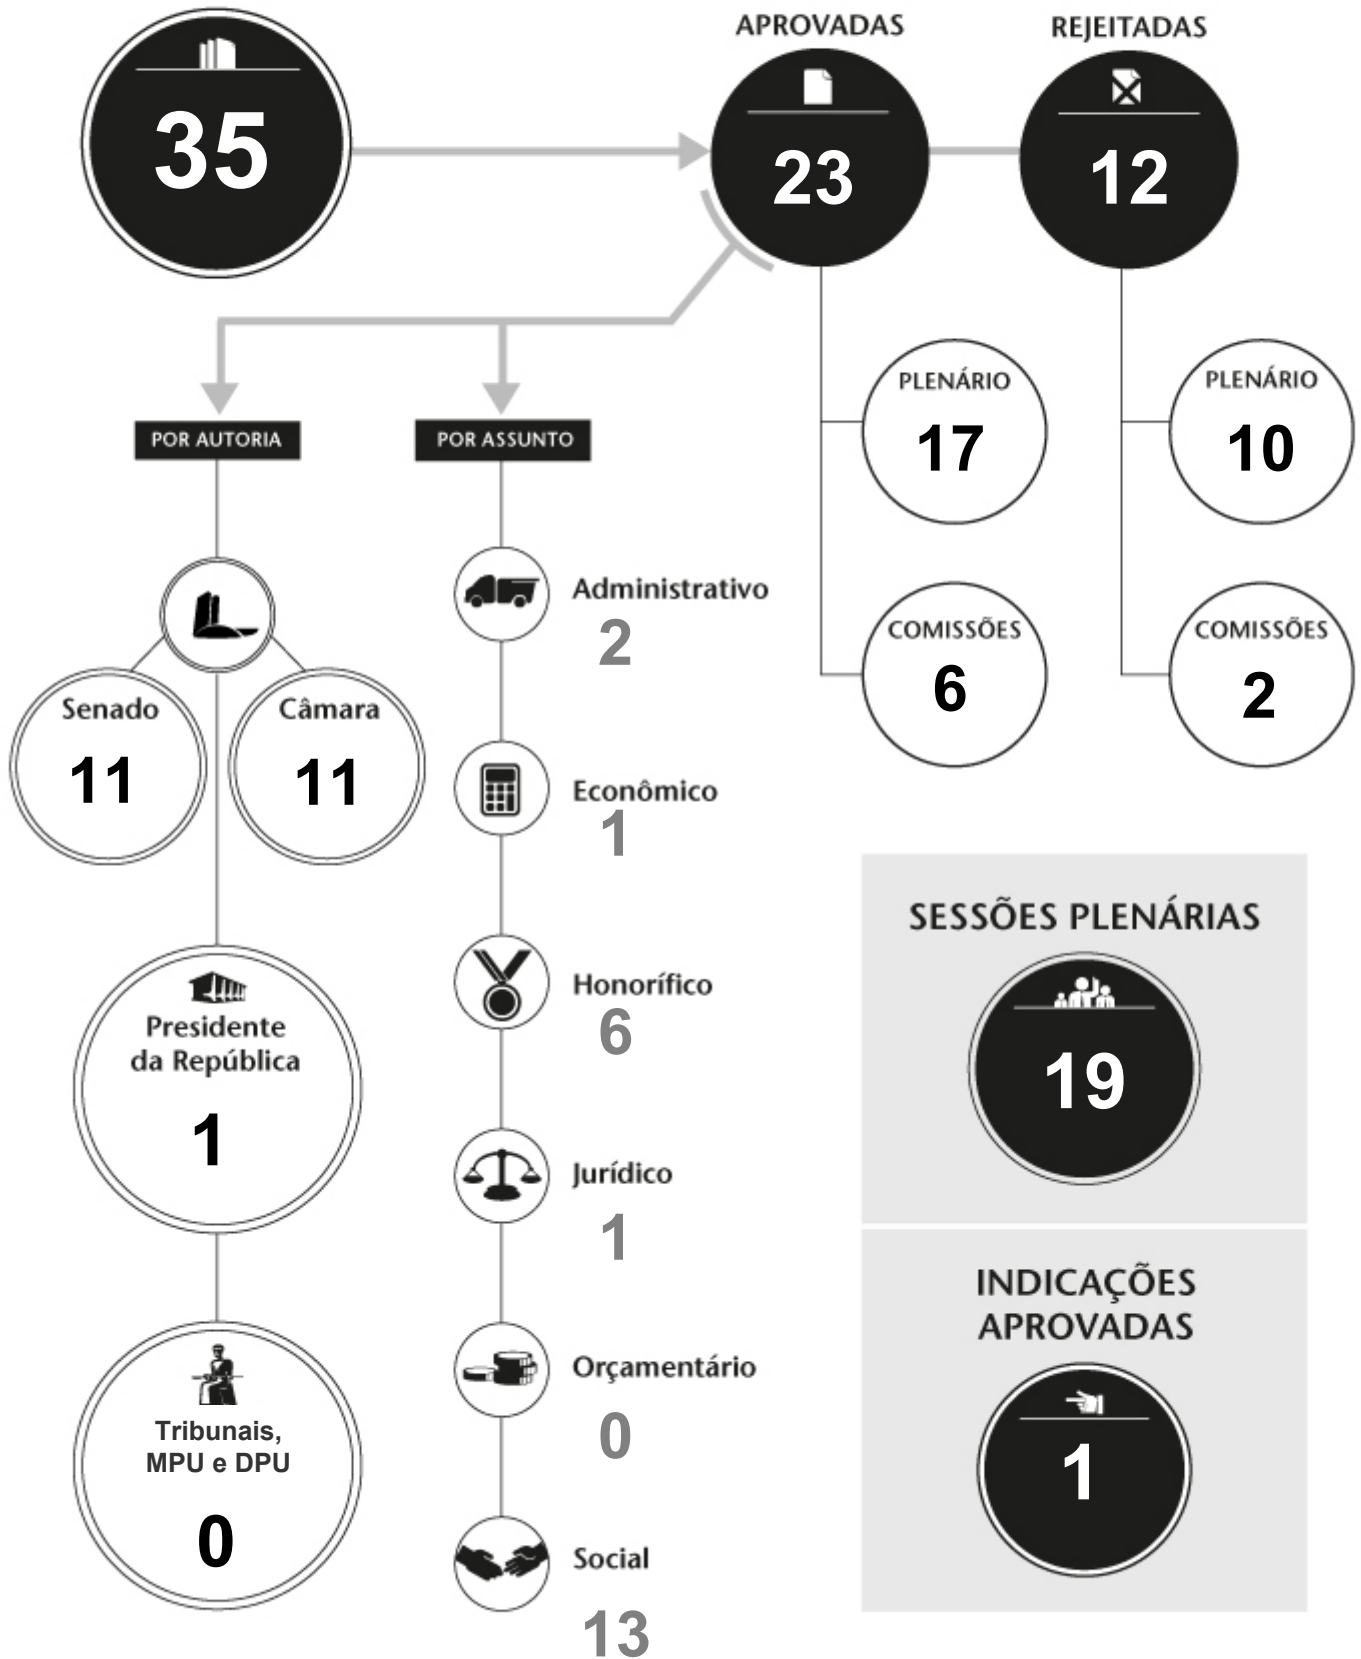 35
APROVADAS
23
REJEITADAS
12
PLENÁRIO
17
COMISSÕES
6
PLENÁRIO
10
COMISSÕES
2
POR AUTORIA
Senado
11
Câmara
11
Presidente
da República
1
Tribunais,
MPU e DPU
0
POR ASSUNTO
Administrativo
2
Econômico
1
Honorífico
6
Jurídico
1
Orçamentário
0
Social
13
SESSÕES PLENÁRIAS
19
INDICAÇÕES
APROVADAS
1